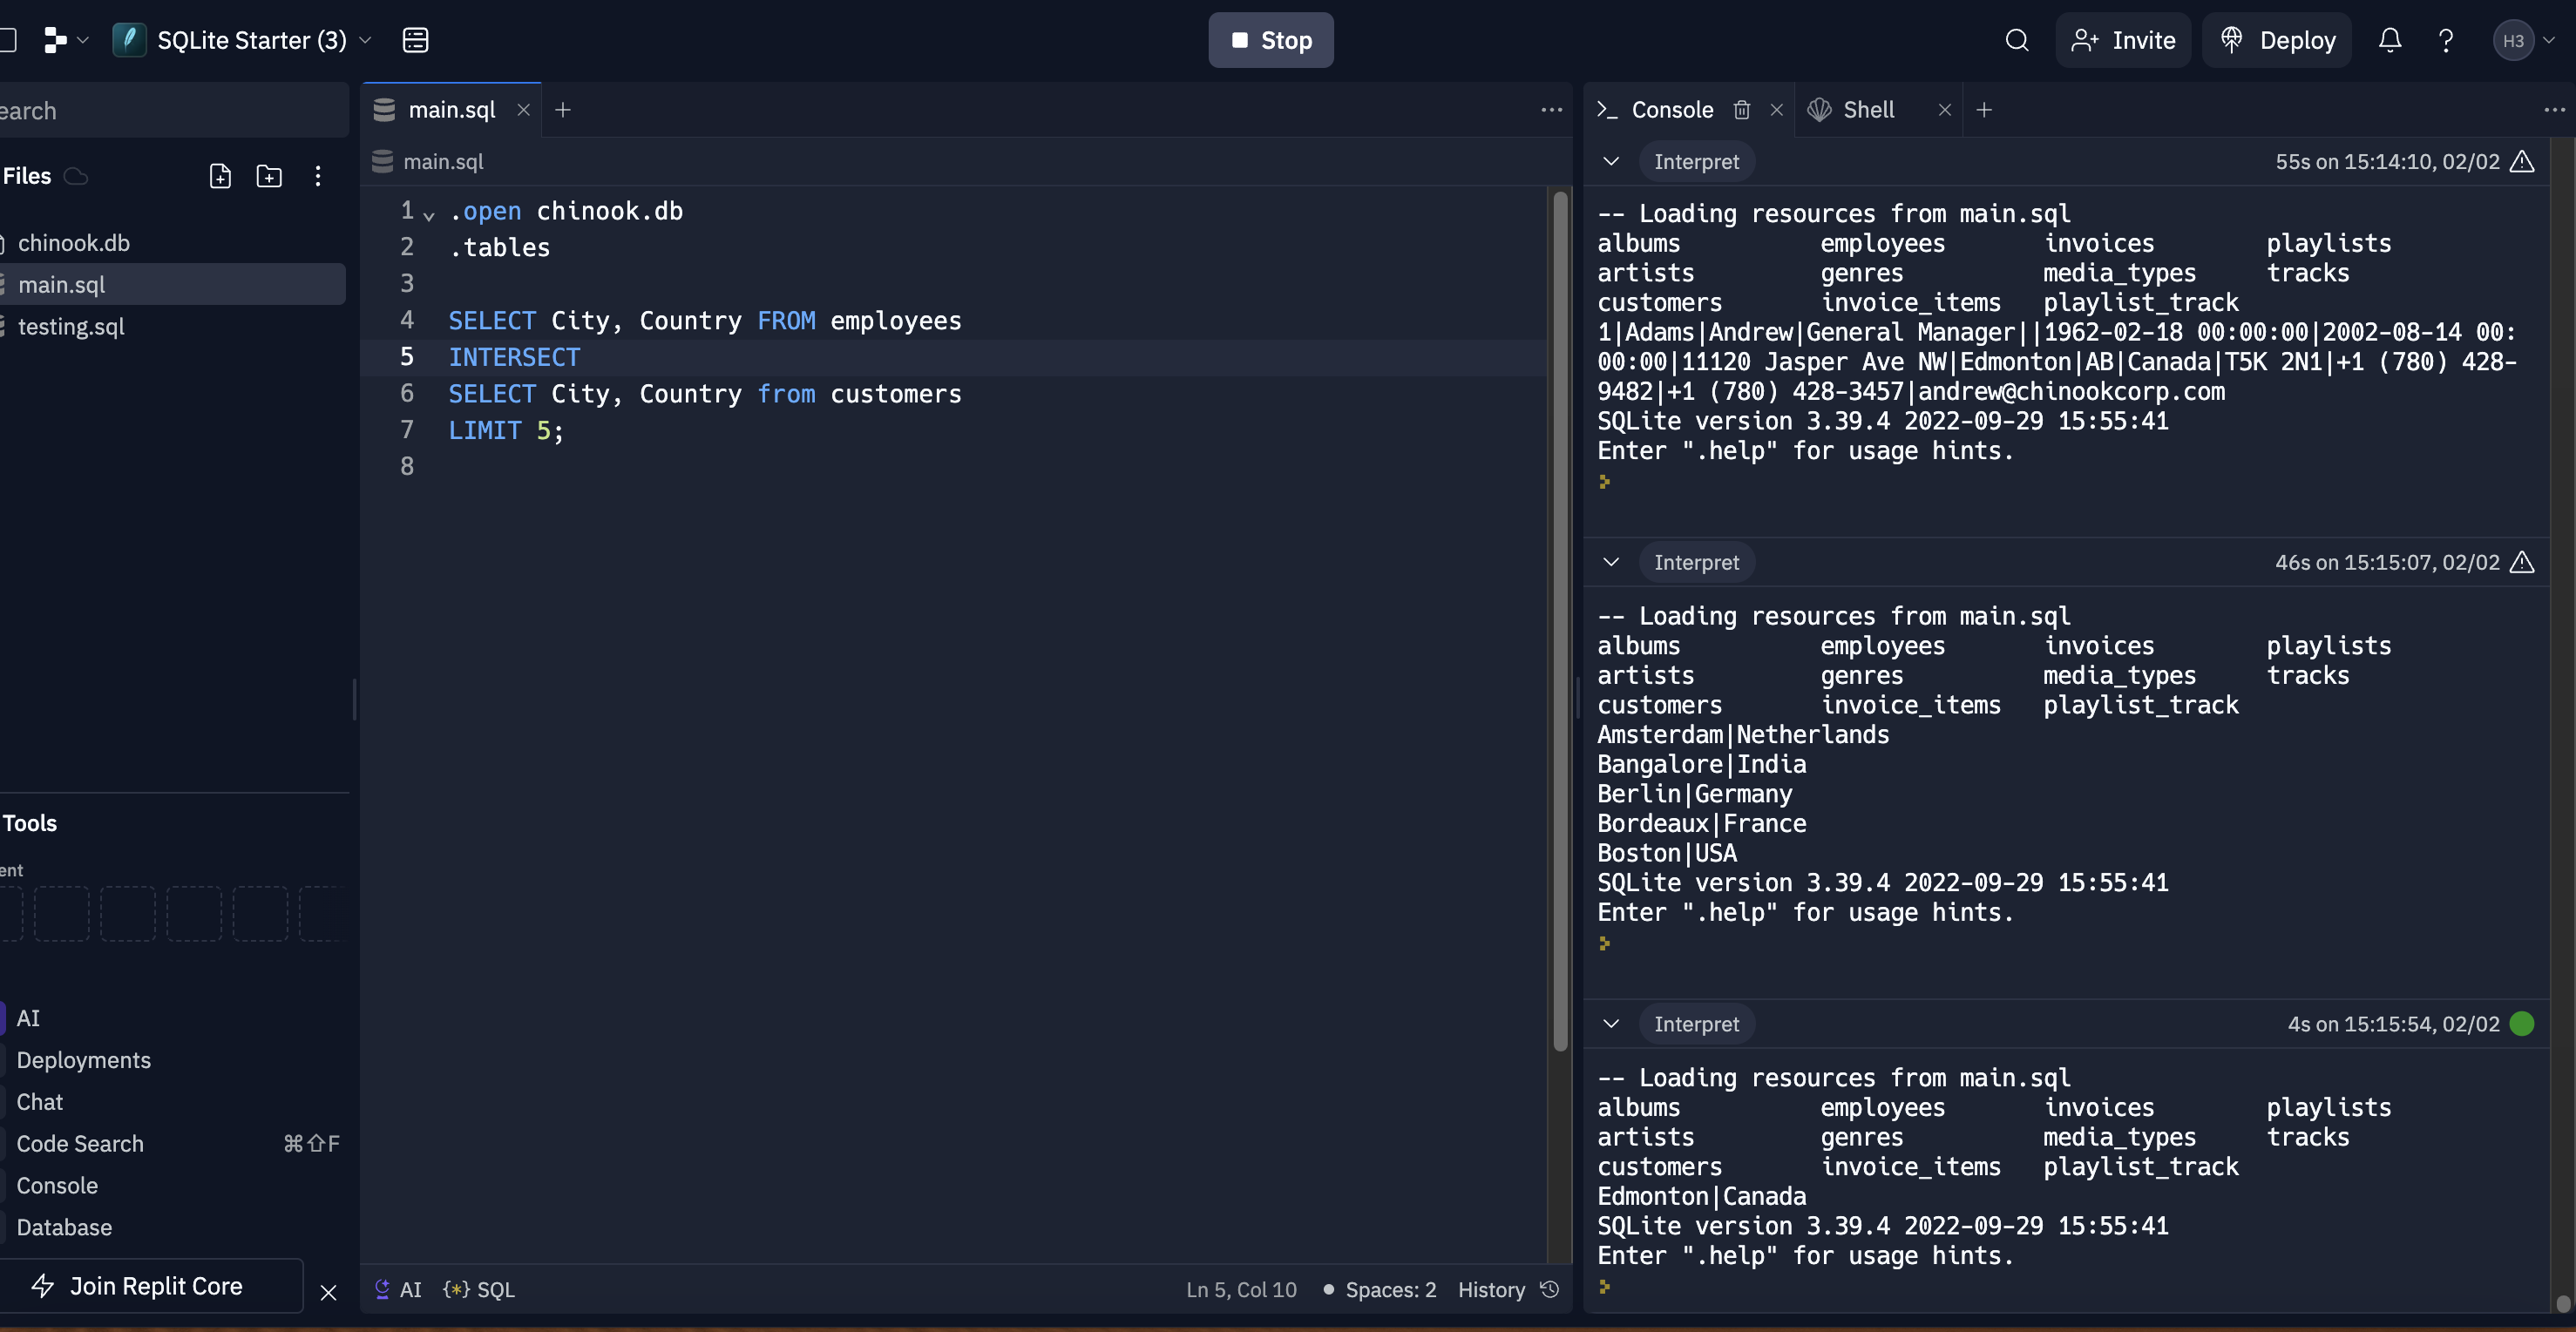 SQLite Starter (3)
Stop
Invite
Deploy
H3
earch
Files
chinook.db
main.sql
testing.sql
Tools
ent
AI
Deployments
Chat
Code Search ⌘⇧F
Console
Database
Join Replit Core
main.sql
main.sql
1 .open chinook.db
2 .tables
3
4 SELECT City, Country FROM employees
5 INTERSECT
6 SELECT City, Country from customers
7 LIMIT 5;
8
AI {*} SQL Ln 5, Col 10 Spaces: 2 History
Console Shell
Interpret 55s on 15:14:10, 02/02
-- Loading resources from main.sql
albums employees invoices playlists
artists genres media_types tracks
customers invoice_items playlist_track
1|Adams|Andrew|General Manager||1962-02-18 00:00:00|2002-08-14 00:
00:00|11120 Jasper Ave NW|Edmonton|AB|Canada|T5K 2N1|+1 (780) 428-
9482|+1 (780) 428-3457|andrew@chinookcorp.com
SQLite version 3.39.4 2022-09-29 15:55:41
Enter ".help" for usage hints.
Interpret 46s on 15:15:07, 02/02
-- Loading resources from main.sql
albums employees invoices playlists
artists genres media_types tracks
customers invoice_items playlist_track
Amsterdam|Netherlands
Bangalore|India
Berlin|Germany
Bordeaux|France
Boston|USA
SQLite version 3.39.4 2022-09-29 15:55:41
Enter ".help" for usage hints.
Interpret 4s on 15:15:54, 02/02
-- Loading resources from main.sql
albums employees invoices playlists
artists genres media_types tracks
customers invoice_items playlist_track
Edmonton|Canada
SQLite version 3.39.4 2022-09-29 15:55:41
Enter ".help" for usage hints.